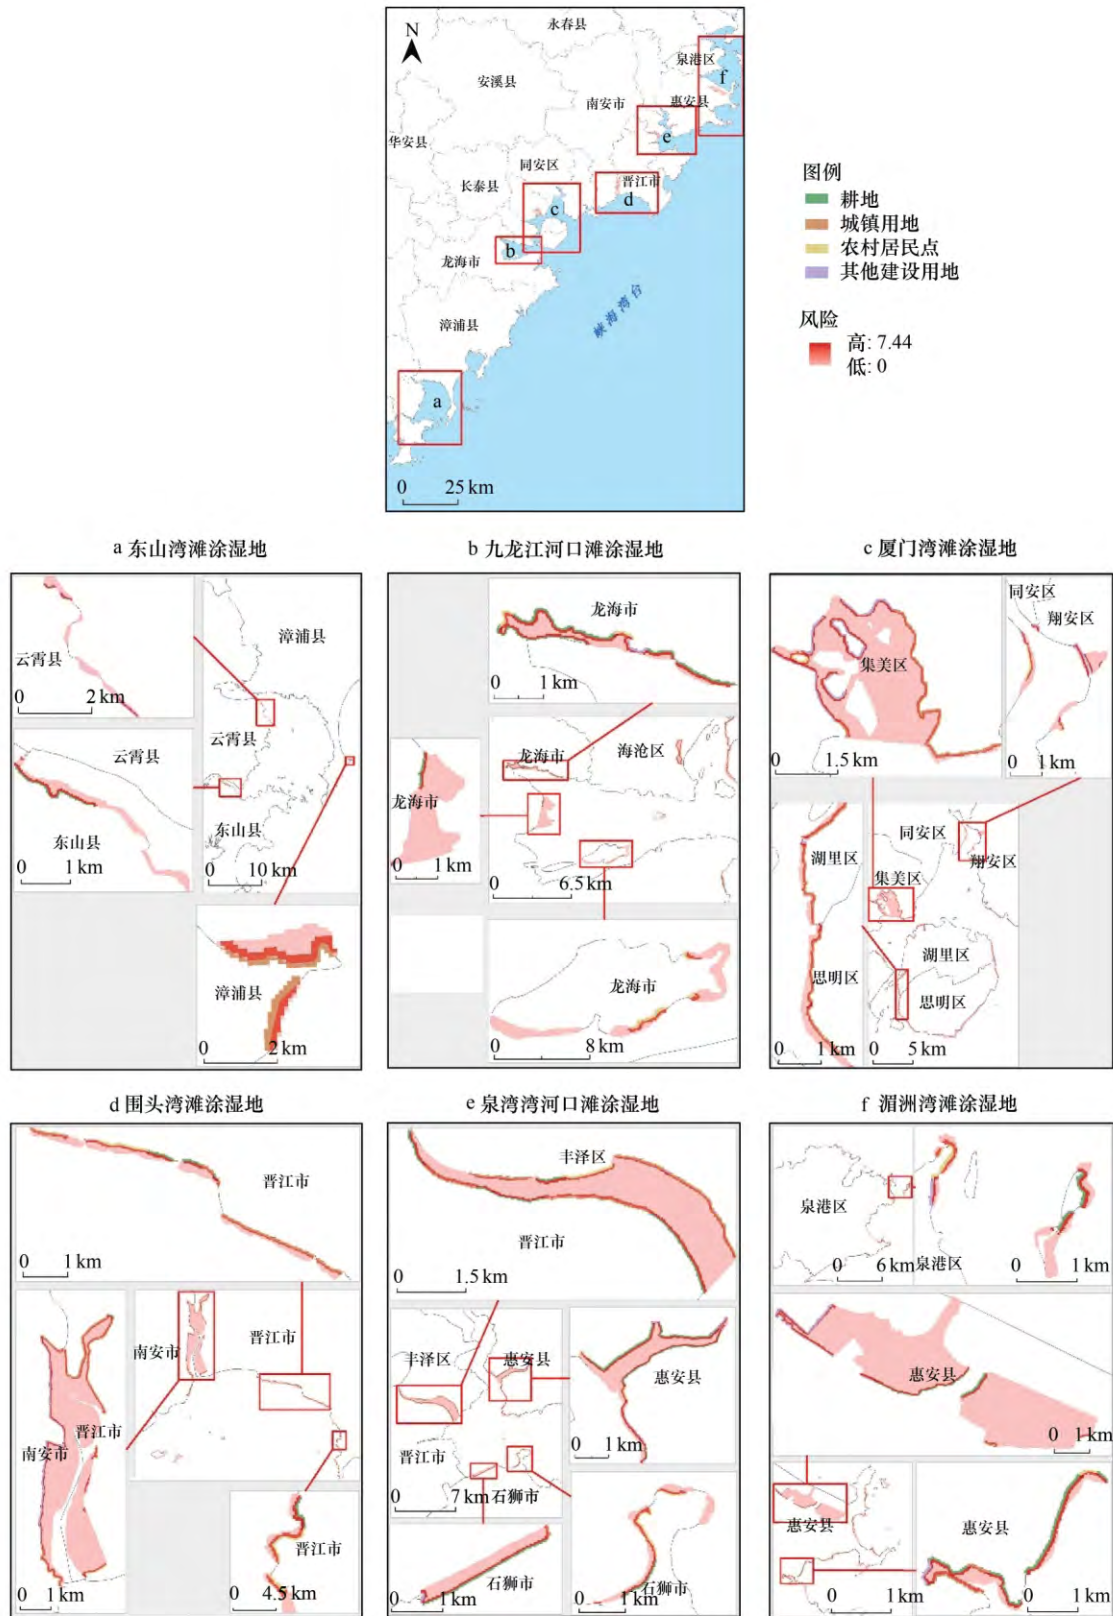 N
永春县
泉港区
f
安溪县
南安市
惠安县
e
华安县
同安区
晋江市
长泰县
c
d
b
龙海市
台湾海峡
漳浦县
a
0 25 km
图例
耕地
城镇用地
农村居民点
其他建设用地
风险
高: 7.44
低: 0
a 东山湾滩涂湿地
云霄县
0 2 km
漳浦县
云霄县
云霄县
东山县
0 1 km
东山县
0 10 km
漳浦县
0 2 km
b 九龙江河口滩涂湿地
龙海市
0 1 km
龙海市
海沧区
龙海市
0 1 km
0 6.5 km
龙海市
0 8 km
c 厦门湾滩涂湿地
同安区
翔安区
集美区
0 1.5 km
0 1 km
湖里区
同安区
翔安区
集美区
湖里区
思明区
思明区
0 1 km
0 5 km
d 围头湾滩涂湿地
晋江市
0 1 km
南安市
晋江市
晋江市
南安市
晋江市
0 1 km
0 4.5 km
e 泉湾湾河口滩涂湿地
丰泽区
晋江市
0 1.5 km
丰泽区
惠安县
惠安县
0 1 km
晋江市
0 7 km
石狮市
石狮市
0 1 km
石狮市
0 1 km
f 湄洲湾滩涂湿地
泉港区
0 6 km
泉港区
0 1 km
惠安县
0 1 km
惠安县
惠安县
0 1 km
0 1 km